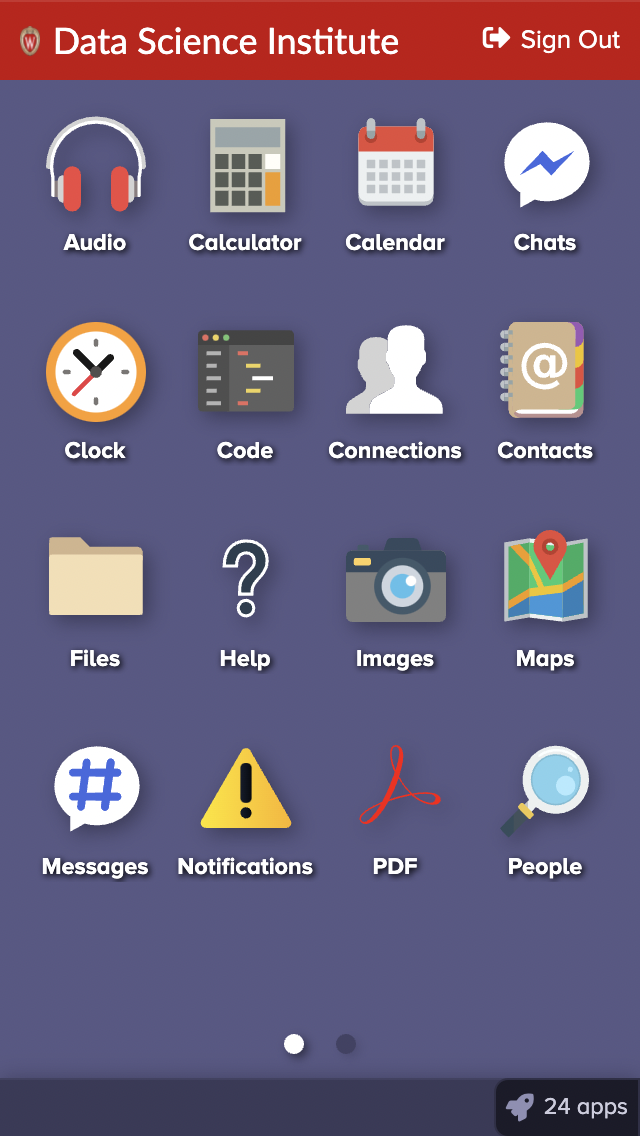 W Data Science Institute Sign Out
Audio Calculator Calendar Chats
Clock Code Connections Contacts
@
Files Help Images Maps
?
#
Messages Notifications PDF People
24 apps